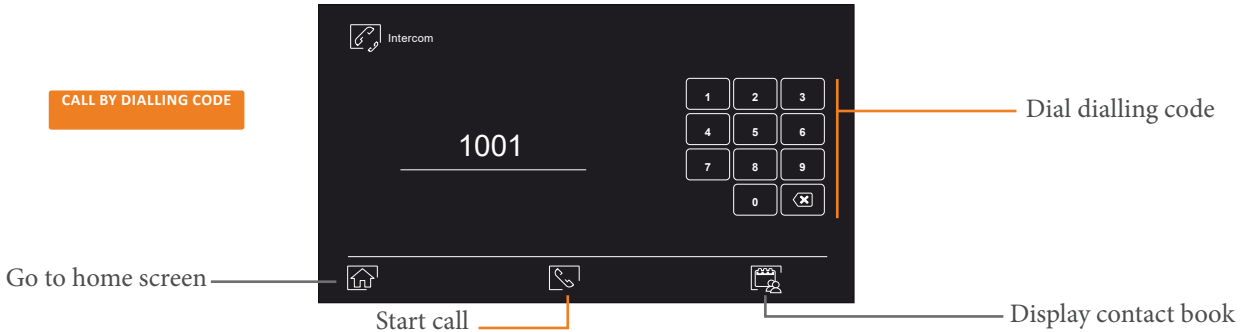 Intercom
CALL BY DIALLING CODE
1 2 3
Dial dialling code
4 5 6
1001
7 8 9
0
Go to home screen
Start call
Display contact book